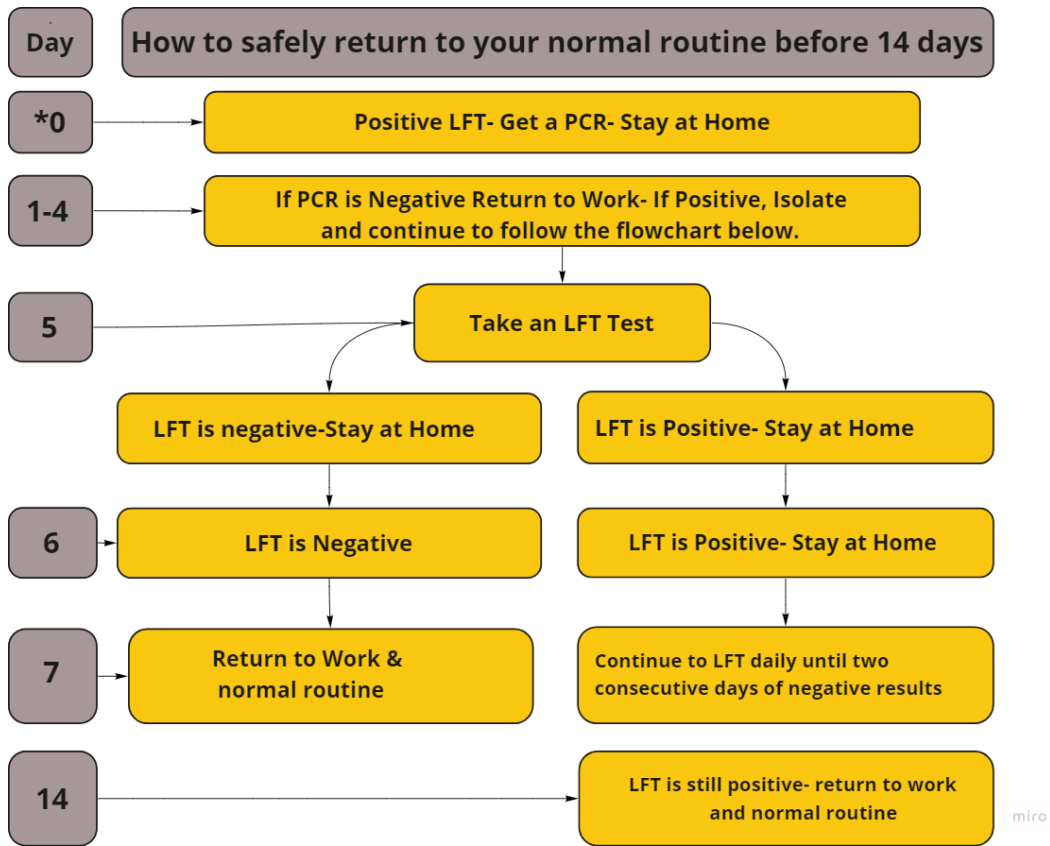 Day
How to safely return to your normal routine before 14 days
*0
Positive LFT- Get a PCR- Stay at Home
1-4
If PCR is Negative Return to Work- If Positive, Isolate
and continue to follow the flowchart below.
5
Take an LFT Test
LFT is negative-Stay at Home
LFT is Positive- Stay at Home
6
LFT is Negative
LFT is Positive- Stay at Home
7
Return to Work &
normal routine
Continue to LFT daily until two
consecutive days of negative results
14
LFT is still positive- return to work
and normal routine
miro